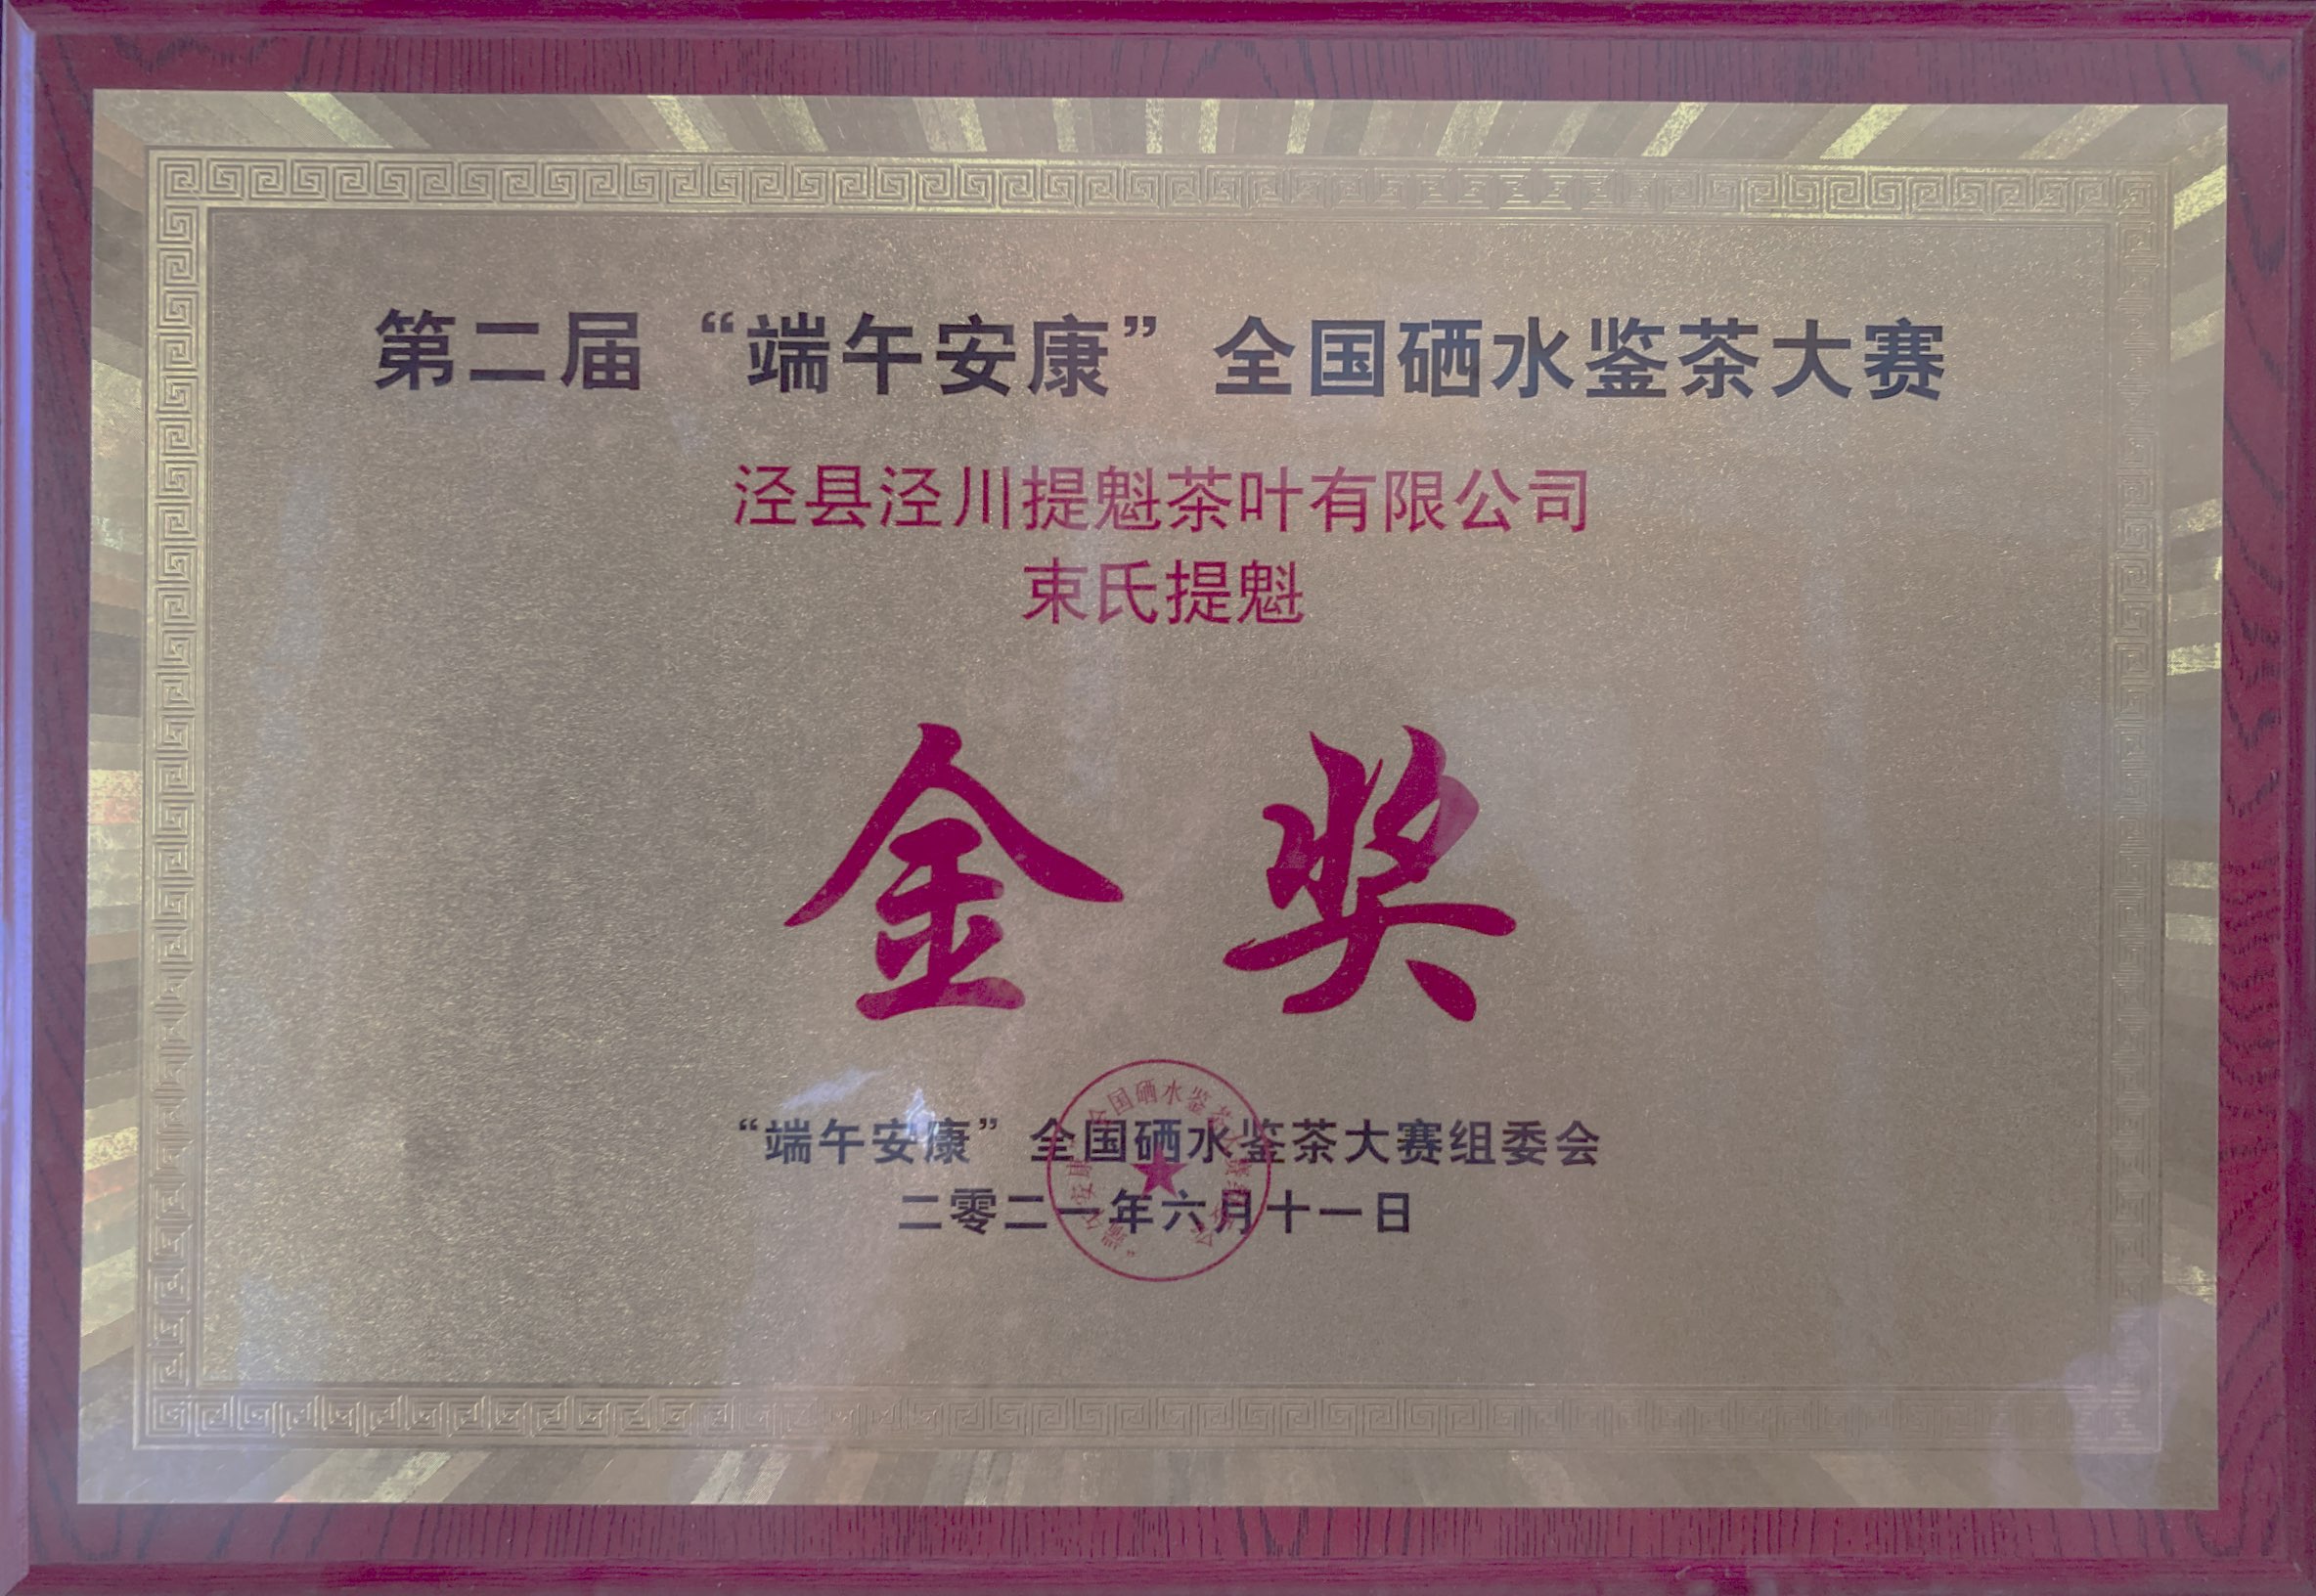 第二届“端午安康”全国硒水鉴茶大赛
泾县泾川提魁茶叶有限公司
束氏提魁
金奖
“端午安康”全国硒水鉴茶大赛组委会
二零二一年六月十一日